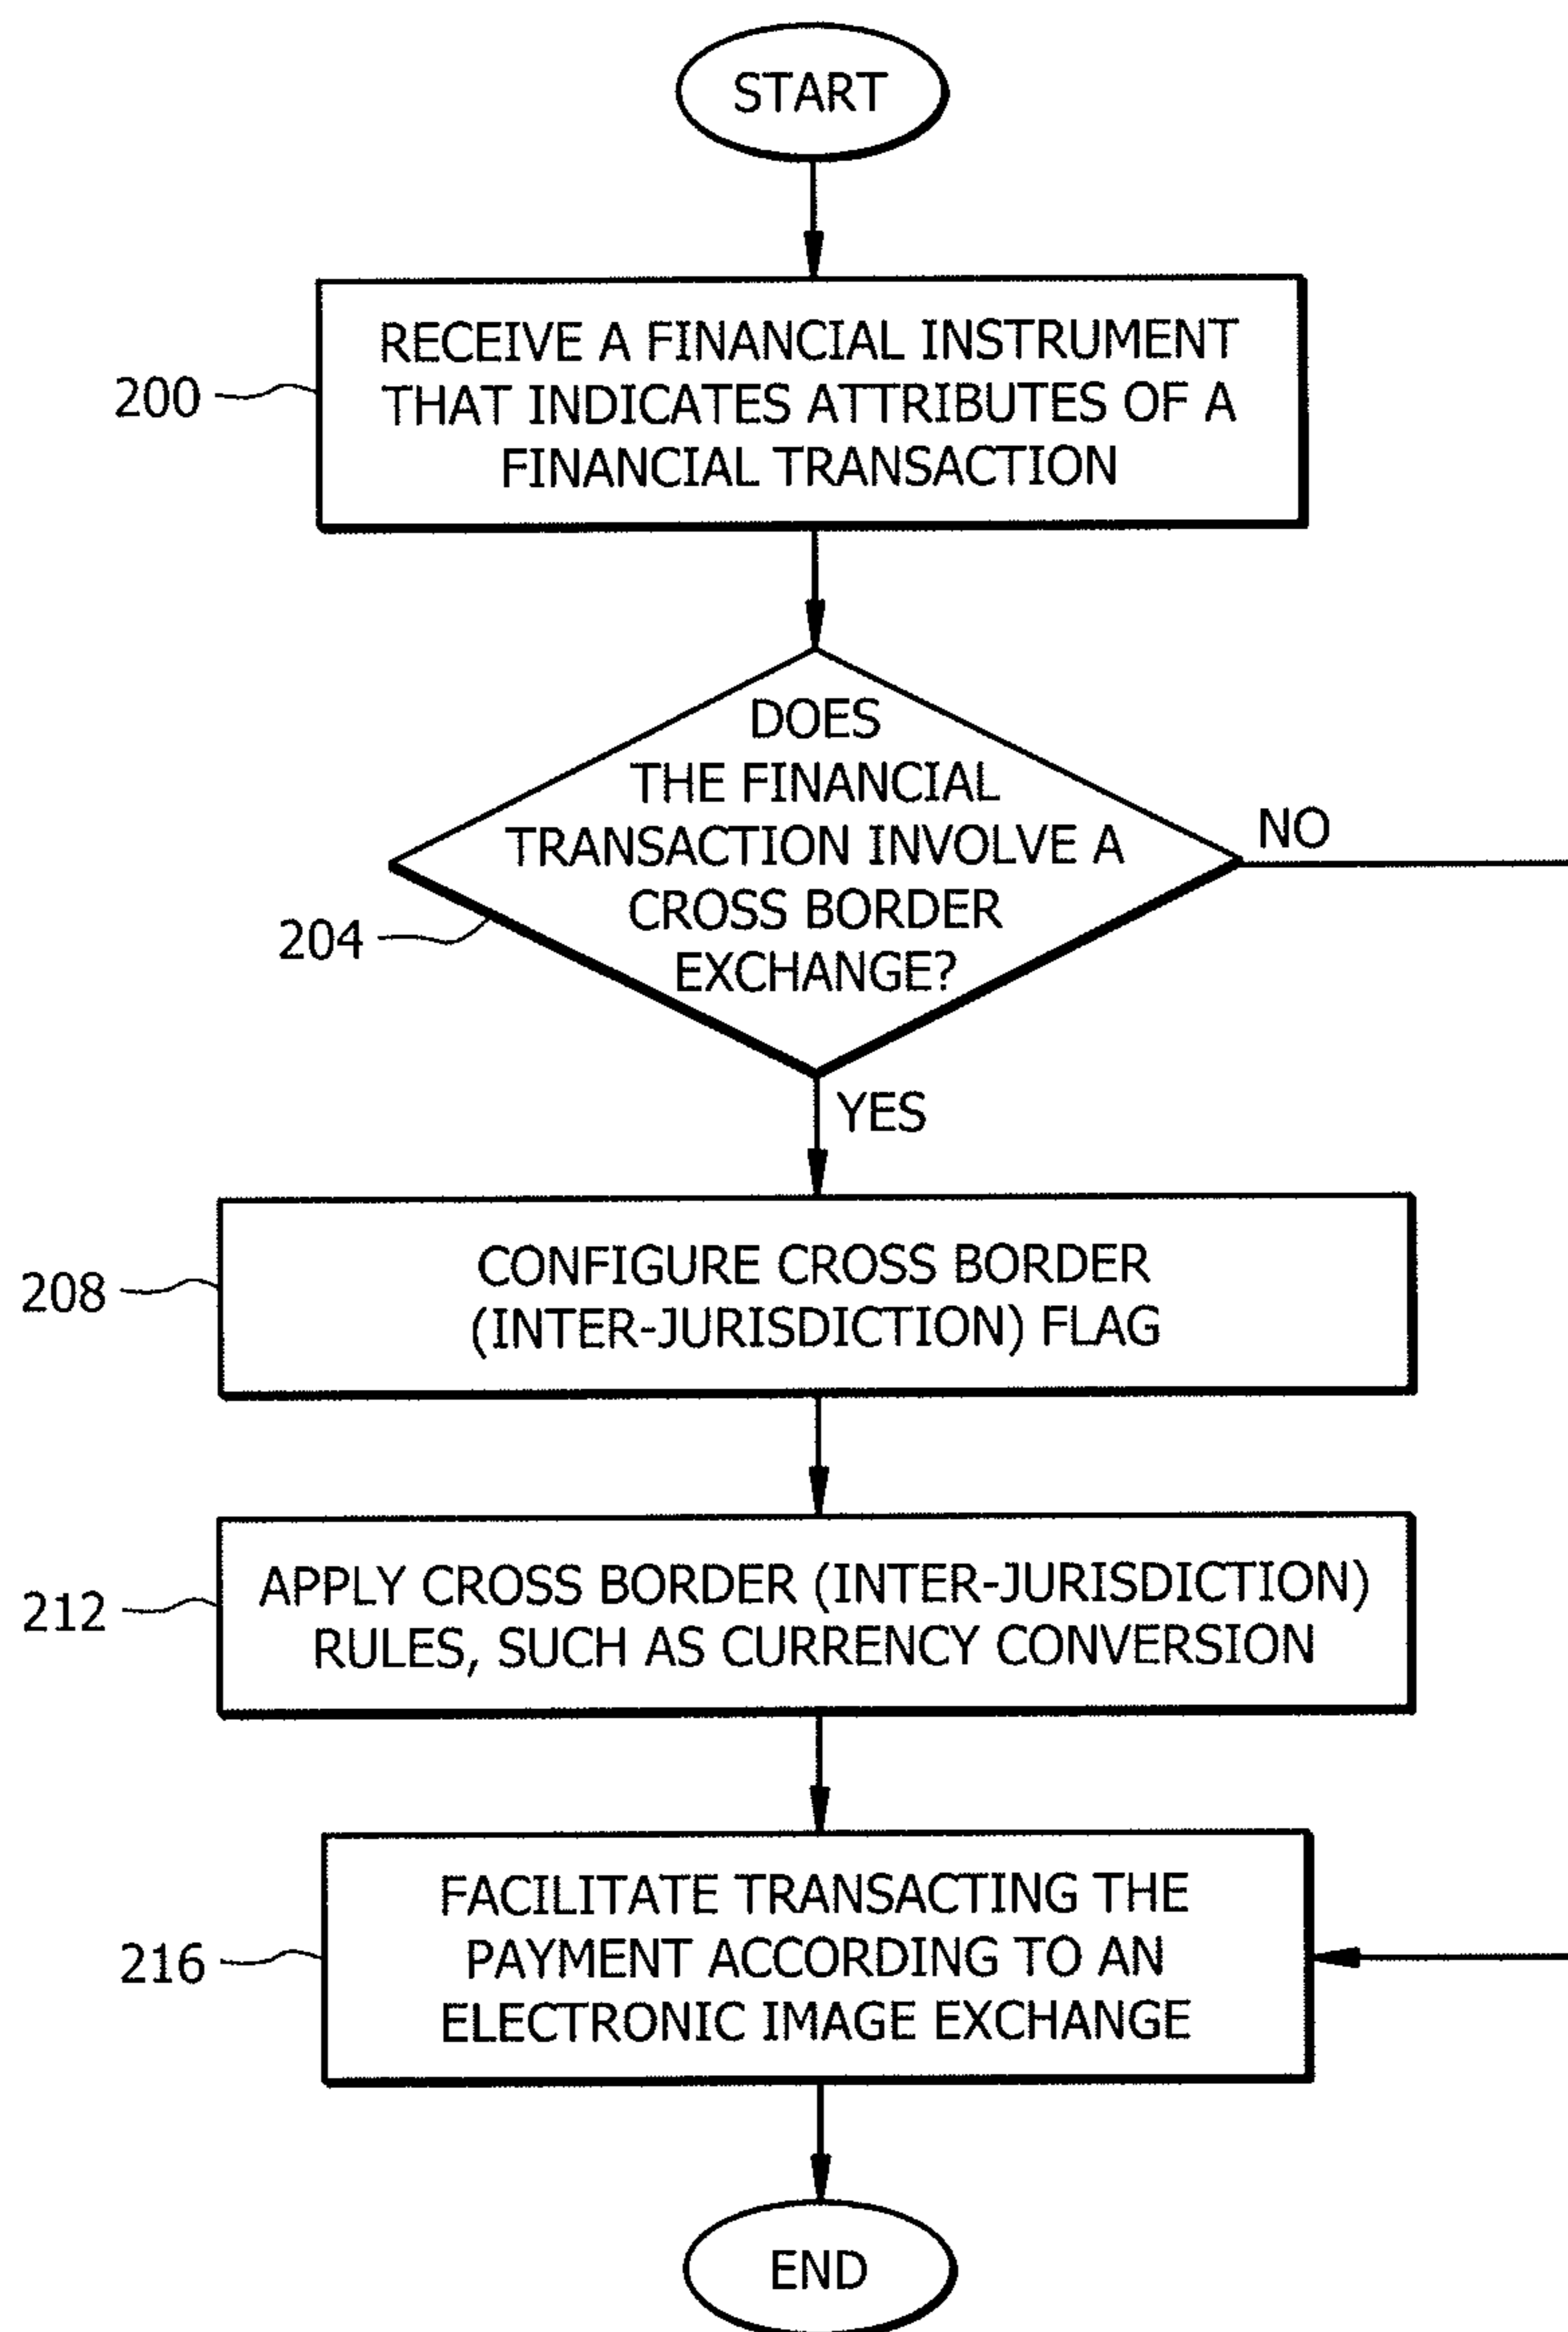 START
200
RECEIVE A FINANCIAL INSTRUMENT
THAT INDICATES ATTRIBUTES OF A
FINANCIAL TRANSACTION
DOES
THE FINANCIAL
TRANSACTION INVOLVE A
CROSS BORDER
EXCHANGE?
204
NO
YES
208
CONFIGURE CROSS BORDER
(INTER-JURISDICTION) FLAG
212
APPLY CROSS BORDER (INTER-JURISDICTION)
RULES, SUCH AS CURRENCY CONVERSION
216
FACILITATE TRANSACTING THE
PAYMENT ACCORDING TO AN
ELECTRONIC IMAGE EXCHANGE
END